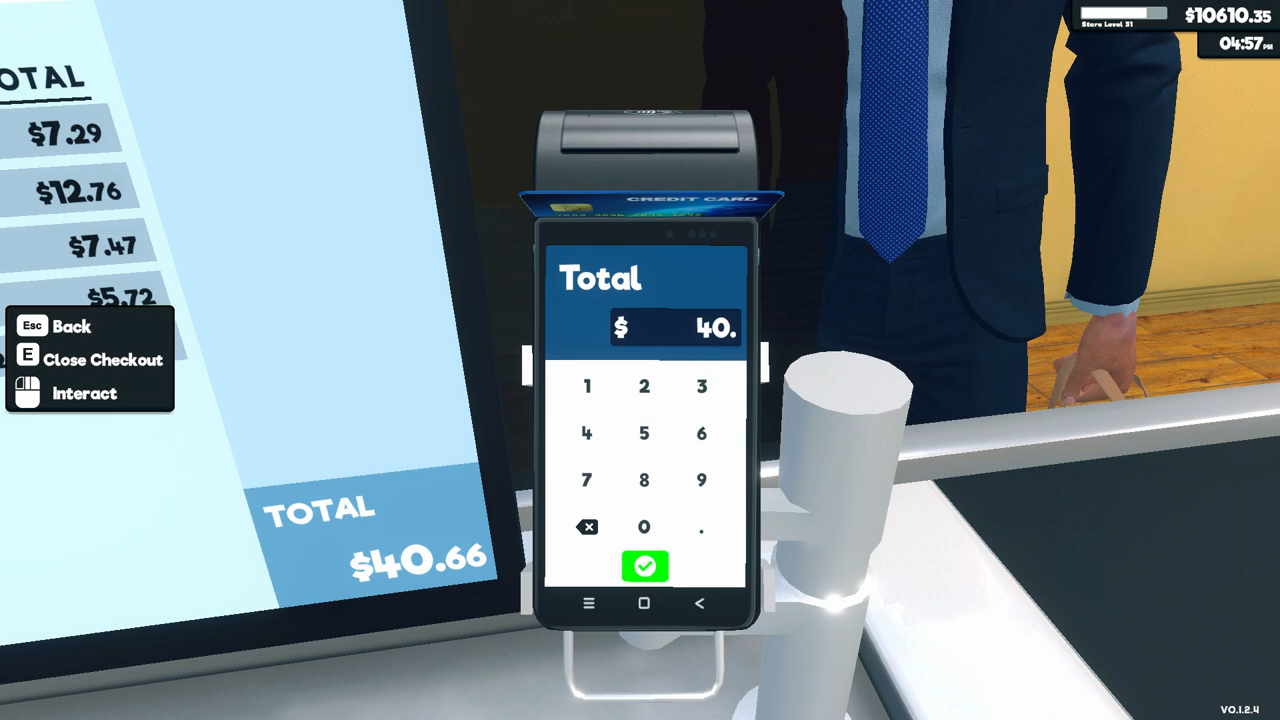 $10610.35
Store Level 31
04:57PM
OTAL
$7.29
$12.76
$7.47
$5.72
Esc Back
E Close Checkout
Interact
TOTAL
$40.66
CREDIT CARD
Total
$ 40.
1 2 3
4 5 6
7 8 9
0 .
V0.1.2.4